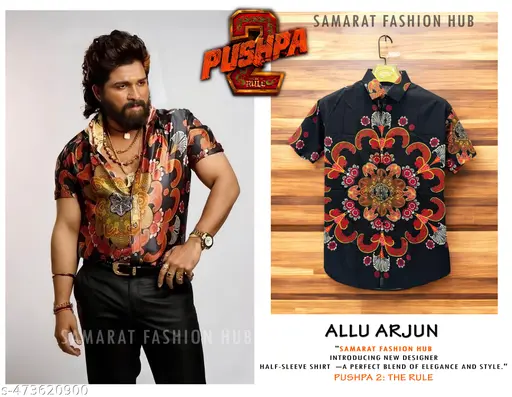 SAMARAT FASHION HUB
PUSHPA
2
THE RULE
SAMARAT FASHION HUB
ALLU ARJUN
"SAMARAT FASHION HUB
INTRODUCING NEW DESIGNER
HALF-SLEEVE SHIRT —A PERFECT BLEND OF ELEGANCE AND STYLE."
PUSHPA 2: THE RULE
S-473620900